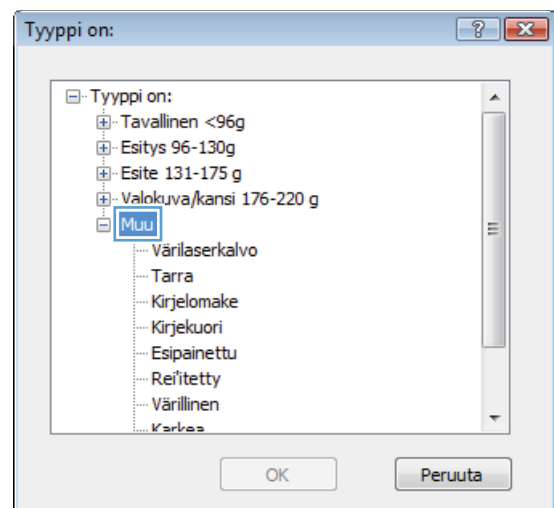 Tyyppi on:
Tyyppi on:
Tavallinen <96g
Esitys 96-130g
Esite 131-175 g
Valokuva/kansi 176-220 g
Muu
Värilaserkalvo
Tarra
Kirjelomake
Kirjekuori
Esipainettu
Rei'itetty
Värillinen
Karkea
OK
Peruuta